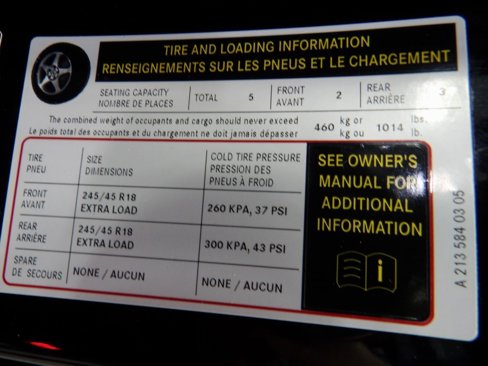 TIRE AND LOADING INFORMATION
RENSEIGNEMENTS SUR LES PNEUS ET LE CHARGEMENT
SEATING CAPACITY
NOMBRE DE PLACES
TOTAL 5
FRONT
AVANT
2
REAR
ARRIÈRE
3
The combined weight of occupants and cargo should never exceed
Le poids total des occupants et du chargement ne doit jamais dépasser
460 kg or 1014 lbs.
kg ou lb.
TIRE
PNEU
SIZE
DIMENSIONS
COLD TIRE PRESSURE
PRESSION DES
PNEUS À FROID
FRONT
AVANT
245/45 R18
EXTRA LOAD
260 KPA, 37 PSI
REAR
ARRIÈRE
245/45 R18
EXTRA LOAD
300 KPA, 43 PSI
SPARE
DE SECOURS
NONE / AUCUN
NONE / AUCUN
SEE OWNER'S
MANUAL FOR
ADDITIONAL
INFORMATION
i
A 213 584 03 05